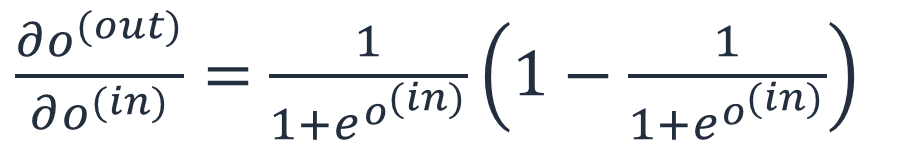 ∂o^(out)/∂o^(in) = 1/(1+e^{o^(in)}) (1 − 1/(1+e^{o^(in)}))